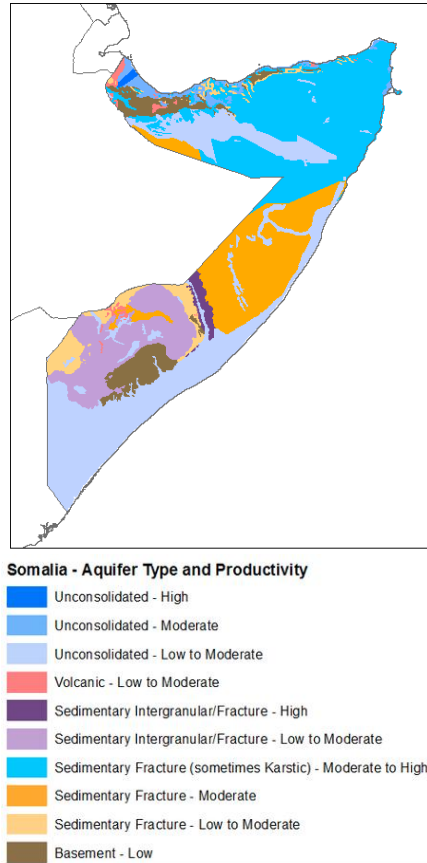 Somalia - Aquifer Type and Productivity
Unconsolidated - High
Unconsolidated - Moderate
Unconsolidated - Low to Moderate
Volcanic - Low to Moderate
Sedimentary Intergranular/Fracture - High
Sedimentary Intergranular/Fracture - Low to Moderate
Sedimentary Fracture (sometimes Karstic) - Moderate to High
Sedimentary Fracture - Moderate
Sedimentary Fracture - Low to Moderate
Basement - Low